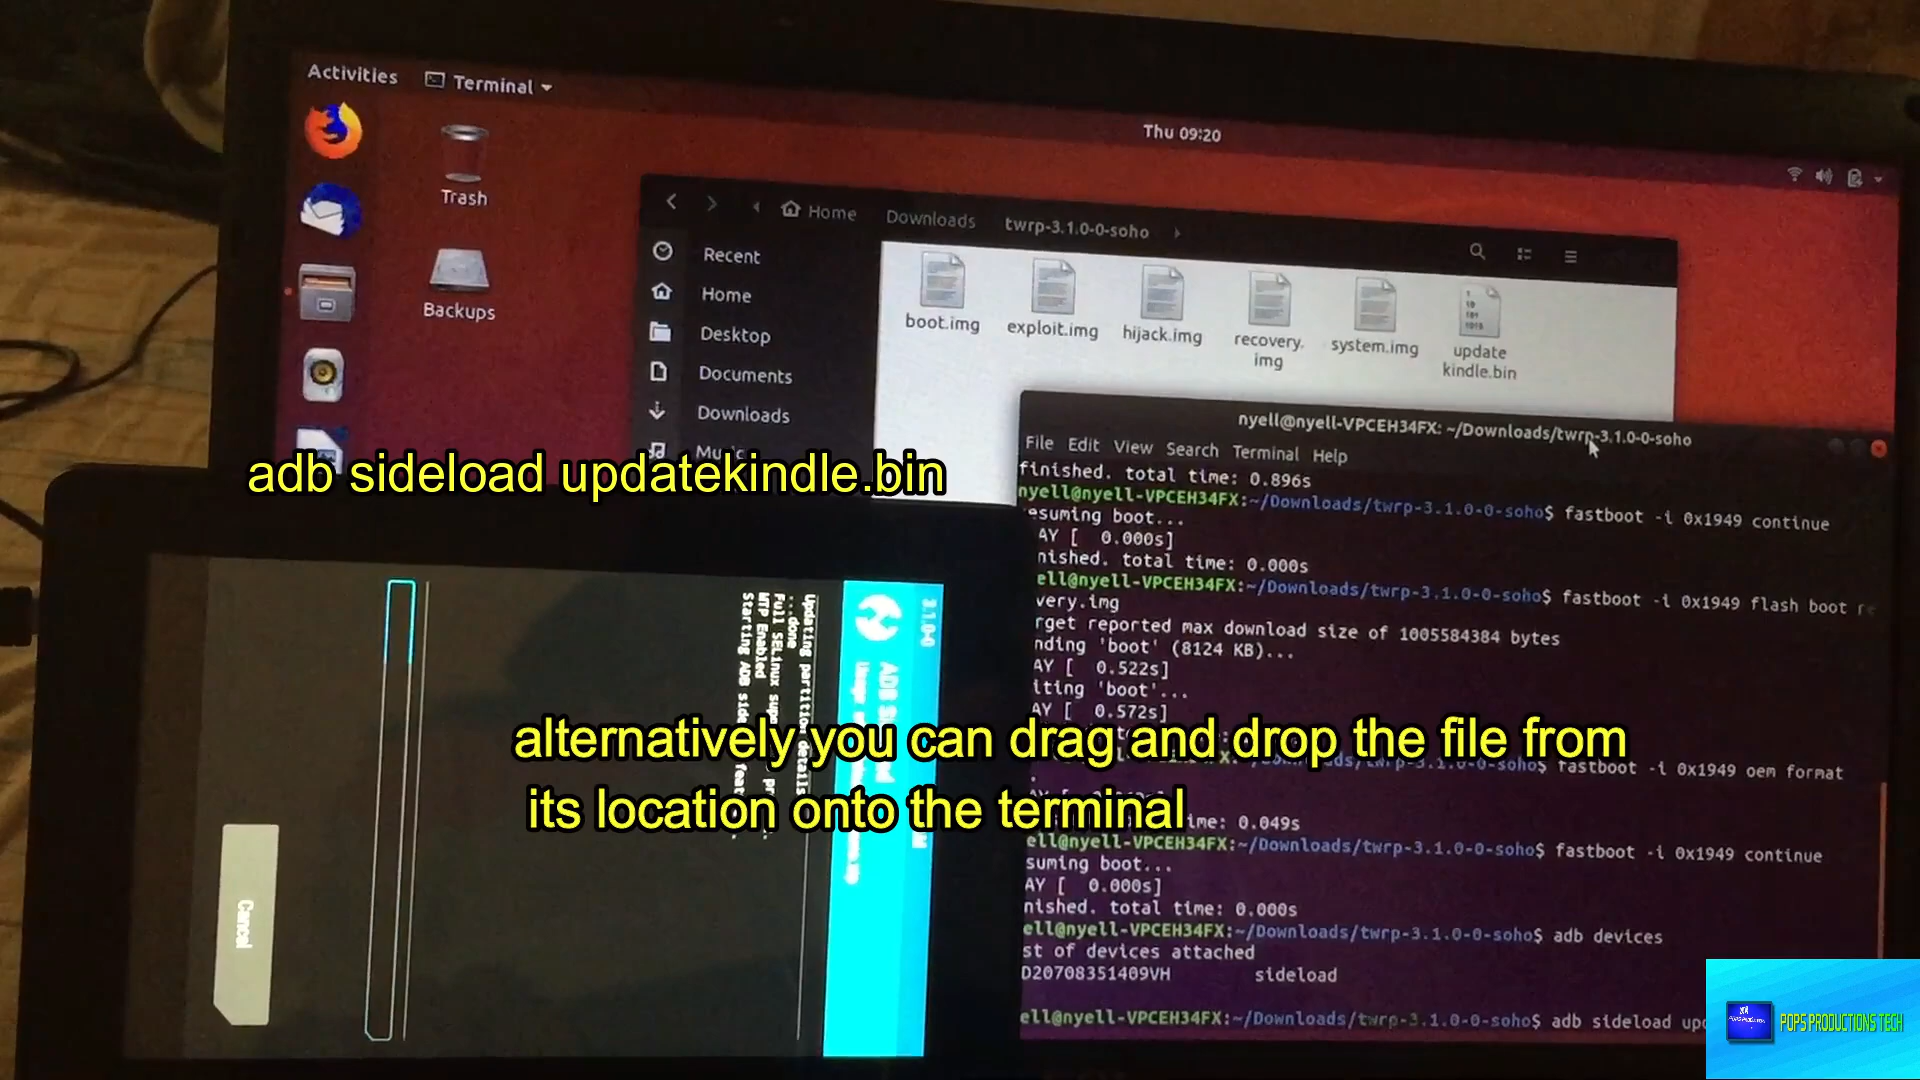 Activities
Terminal
Thu 09:20
Trash
Backups
Home
Downloads
twrp-3.1.0-0-soho
Recent
Home
Desktop
Documents
Downloads
Music
boot.img
exploit.img
hijack.img
recovery.
img
system.img
update
kindle.bin
nyell@nyell-VPCEH34FX: ~/Downloads/twrp-3.1.0-0-soho
File Edit View Search Terminal Help
finished. total time: 0.896s
nyell@nyell-VPCEH34FX:~/Downloads/twrp-3.1.0-0-soho$ fastboot -i 0x1949 continue
esuming boot...
AY [ 0.000s]
nished. total time: 0.000s
ell@nyell-VPCEH34FX:~/Downloads/twrp-3.1.0-0-soho$ fastboot -i 0x1949 flash boot re
very.img
rget reported max download size of 1005584384 bytes
nding 'boot' (8124 KB)...
AY [ 0.522s]
iting 'boot'...
AY [ 0.572s]
fastboot -i 0x1949 oem format
me: 0.049s
ell@nyell-VPCEH34FX:~/Downloads/twrp-3.1.0-0-soho$ fastboot -i 0x1949 continue
suming boot...
AY [ 0.000s]
nished. total time: 0.000s
ell@nyell-VPCEH34FX:~/Downloads/twrp-3.1.0-0-soho$ adb devices
st of devices attached
D20708351409VH sideload
ell@nyell-VPCEH34FX:~/Downloads/twrp-3.1.0-0-soho$ adb sideload upd
adb sideload updatekindle.bin
alternatively you can drag and drop the file from
its location onto the terminal
3.1.0-0
Updating partition details
...done
Full SELinux
MTP Enabled
Starting ADB
Cancel
POPS PRODUCTIONS TECH